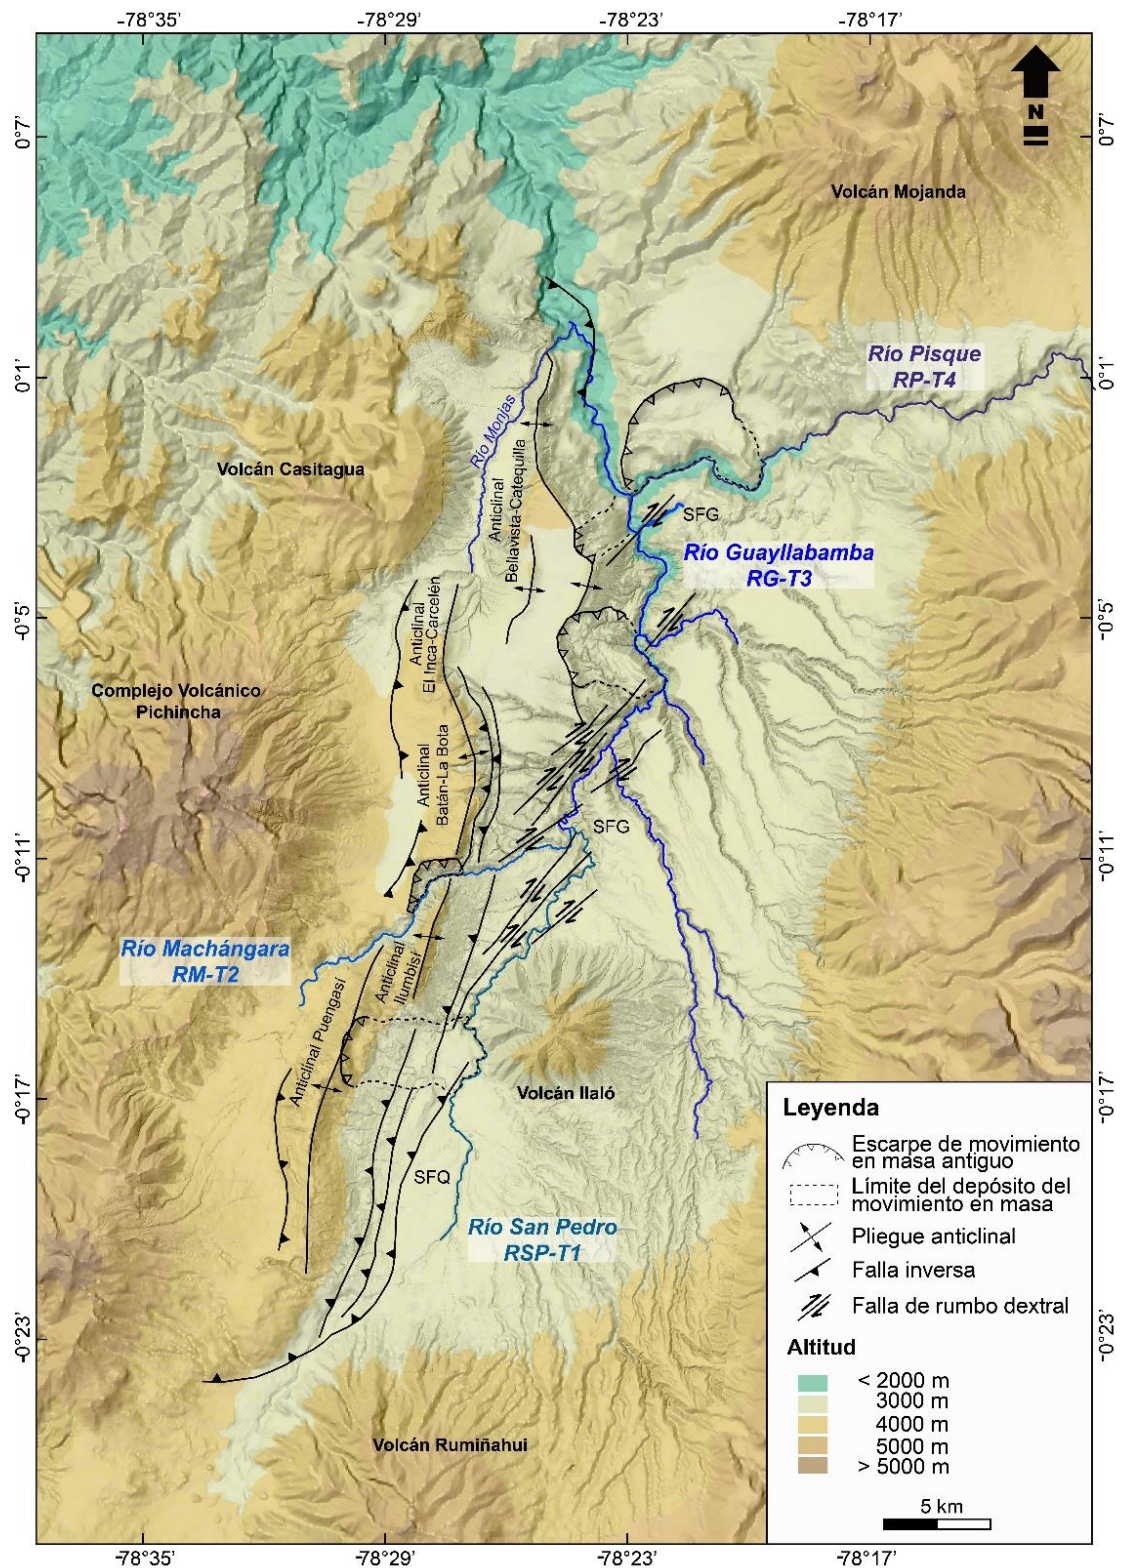 -78°35'
-78°29'
-78°23'
-78°17'
0°7'
0°7'
N
Volcán Mojanda
0°1'
0°1'
Río Pisque
RP-T4
Río Monjas
Volcán Casitagua
Anticlinal
Bellavista-Catequilla
SFG
Río Guayllabamba
RG-T3
-0°5'
-0°5'
Anticlinal
El Inca-Carcelén
Complejo Volcánico
Pichincha
Anticlinal
Batán-La Bota
SFG
-0°11'
-0°11'
Río Machángara
RM-T2
Anticlinal
Ilumbisí
Anticlinal Puengasí
Volcán Ilaló
-0°17'
-0°17'
SFQ
Río San Pedro
RSP-T1
-0°23'
-0°23'
Volcán Rumiñahui
Leyenda
Escarpe de movimiento
en masa antiguo
Límite del depósito del
movimiento en masa
Pliegue anticlinal
Falla inversa
Falla de rumbo dextral
Altitud
< 2000 m
3000 m
4000 m
5000 m
> 5000 m
5 km
-78°35'
-78°29'
-78°23'
-78°17'